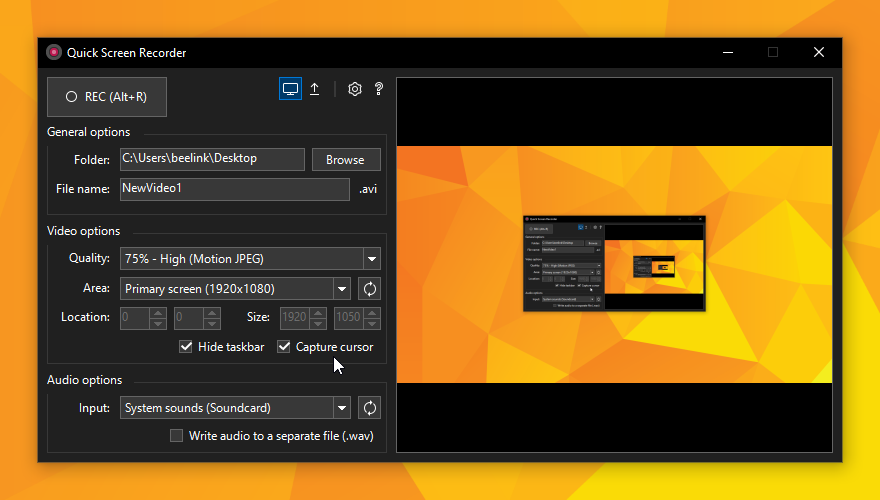 Quick Screen Recorder
REC (Alt+R)
General options
Folder: C:\Users\beelink\Desktop Browse
File name: NewVideo1 .avi
Video options
Quality: 75% - High (Motion JPEG)
Area: Primary screen (1920x1080)
Location: 0 0 Size: 1920 1050
Hide taskbar Capture cursor
Audio options
Input: System sounds (Soundcard)
Write audio to a separate file (.wav)